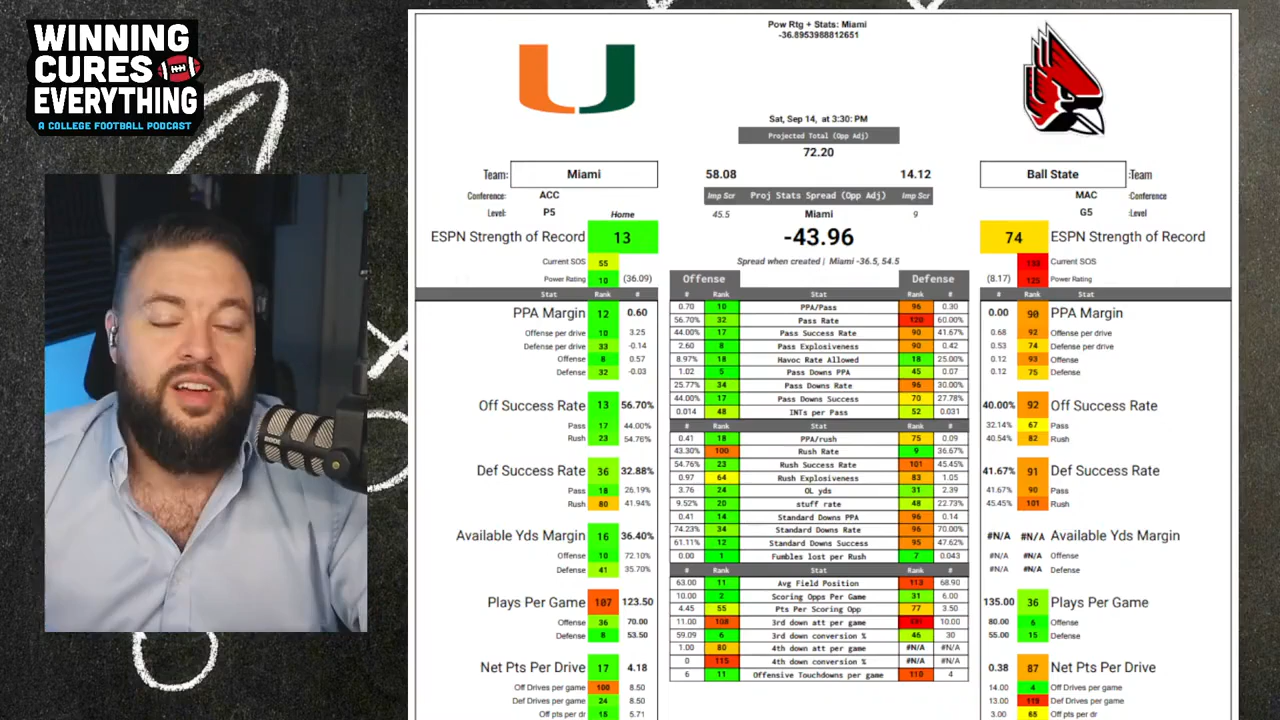 WINNING
CURES
EVERYTHING
A COLLEGE FOOTBALL PODCAST
Pow Rtg + Stats: Miami
-36.8953988812651
Sat, Sep 14, at 3:30: PM
Projected Total (Opp Adj)
72.20
Team: Miami 58.08 14.12 Ball State :Team
Conference: ACC Imp Scr Proj Stats Spread (Opp Adj) Imp Scr MAC :Conference
Level: P5 Home 45.5 Miami 9 G5 :Level
ESPN Strength of Record 13 -43.96 74 ESPN Strength of Record
Current SOS 55 Spread when created | Miami -36.5, 54.5 Current SOS
Power Rating 10 (36.09) Offense Defense (8.17) 125 Power Rating
Stat Rank # # Rank Stat Rank # # Rank Stat
PPA Margin 12 0.60 0.70 10 PPA/Pass 96 0.30 0.00 90 PPA Margin
56.70% 32 Pass Rate 120 60.00%
Offense per drive 10 3.25 44.00% 17 Pass Success Rate 90 41.67% 0.68 92 Offense per drive
Defense per drive 33 -0.14 2.60 8 Pass Explosiveness 90 0.42 0.53 74 Defense per drive
Offense 8 0.57 8.97% 18 Havoc Rate Allowed 18 25.00% 0.12 93 Offense
Defense 32 -0.03 1.02 5 Pass Downs PPA 45 0.07 0.12 75 Defense
25.77% 34 Pass Downs Rate 96 30.00%
Off Success Rate 13 56.70% 44.00% 17 Pass Downs Success 70 27.78% 40.00% 92 Off Success Rate
0.014 48 INTs per Pass 52 0.031
Pass 17 44.00% # Rank Stat Rank # 32.14% 67 Pass
Rush 23 54.76% 0.41 18 PPA/rush 75 0.09 40.54% 82 Rush
43.30% 100 Rush Rate 9 36.67%
Def Success Rate 36 32.88% 54.76% 23 Rush Success Rate 101 45.45% 41.67% 91 Def Success Rate
0.97 64 Rush Explosiveness 83 1.05
Pass 18 26.19% 3.76 24 OL yds 31 2.39 41.67% 90 Pass
Rush 80 41.94% 9.52% 20 stuff rate 48 22.73% 45.45% 101 Rush
0.41 14 Standard Downs PPA 96 0.14
Available Yds Margin 16 36.40% 74.23% 34 Standard Downs Rate 96 70.00% #N/A #N/A Available Yds Margin
61.11% 12 Standard Downs Success 95 47.62%
Offense 10 72.10% 0.00 1 Fumbles lost per Rush 7 0.043 #N/A #N/A Offense
Defense 41 35.70% # Rank Stat Rank # #N/A #N/A Defense
63.00 11 Avg Field Position 113 68.90
Plays Per Game 107 123.50 10.00 2 Scoring Opps Per Game 31 6.00 135.00 36 Plays Per Game
4.45 55 Pts Per Scoring Opp 77 3.50
Offense 36 70.00 11.00 108 3rd down att per game 10.00 80.00 6 Offense
Defense 8 53.50 59.09 6 3rd down conversion % 46 30 55.00 15 Defense
1.00 80 4th down att per game #N/A #N/A
Net Pts Per Drive 17 4.18 0 115 4th down conversion % #N/A #N/A 0.38 87 Net Pts Per Drive
6 11 Offensive Touchdowns per game 110 4
Off Drives per game 100 8.50 14.00 4 Off Drives per game
Def Drives per game 24 8.50 13.00 Def Drives per game
Off pts per dr 15 5.71 3.00 65 Off pts per dr